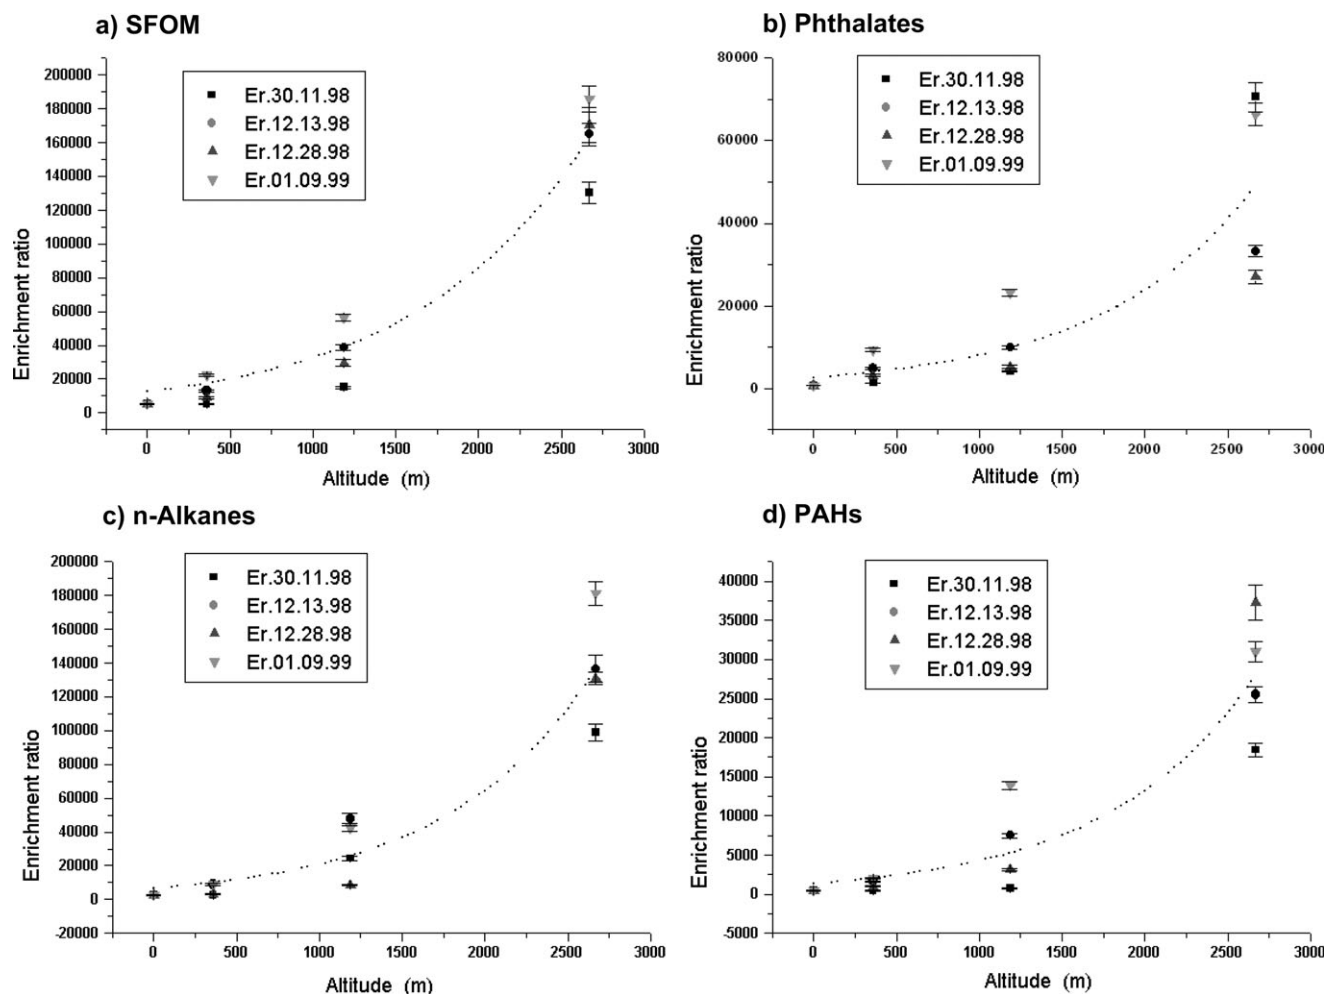 a) SFOM
200000
180000
160000
140000
120000
100000
80000
60000
40000
20000
0
Enrichment ratio
Er.30.11.98
Er.12.13.98
Er.12.28.98
Er.01.09.99
0 500 1000 1500 2000 2500 3000
Altitude (m)
b) Phthalates
80000
60000
40000
20000
0
Enrichment ratio
Er.30.11.98
Er.12.13.98
Er.12.28.98
Er.01.09.99
0 500 1000 1500 2000 2500 3000
Altitude (m)
c) n-Alkanes
200000
180000
160000
140000
120000
100000
80000
60000
40000
20000
0
-20000
Enrichment ratio
Er.30.11.98
Er.12.13.98
Er.12.28.98
Er.01.09.99
0 500 1000 1500 2000 2500 3000
Altitude (m)
d) PAHs
40000
35000
30000
25000
20000
15000
10000
5000
0
-5000
Enrichment ratio
Er.30.11.98
Er.12.13.98
Er.12.28.98
Er.01.09.99
0 500 1000 1500 2000 2500 3000
Altitude (m)